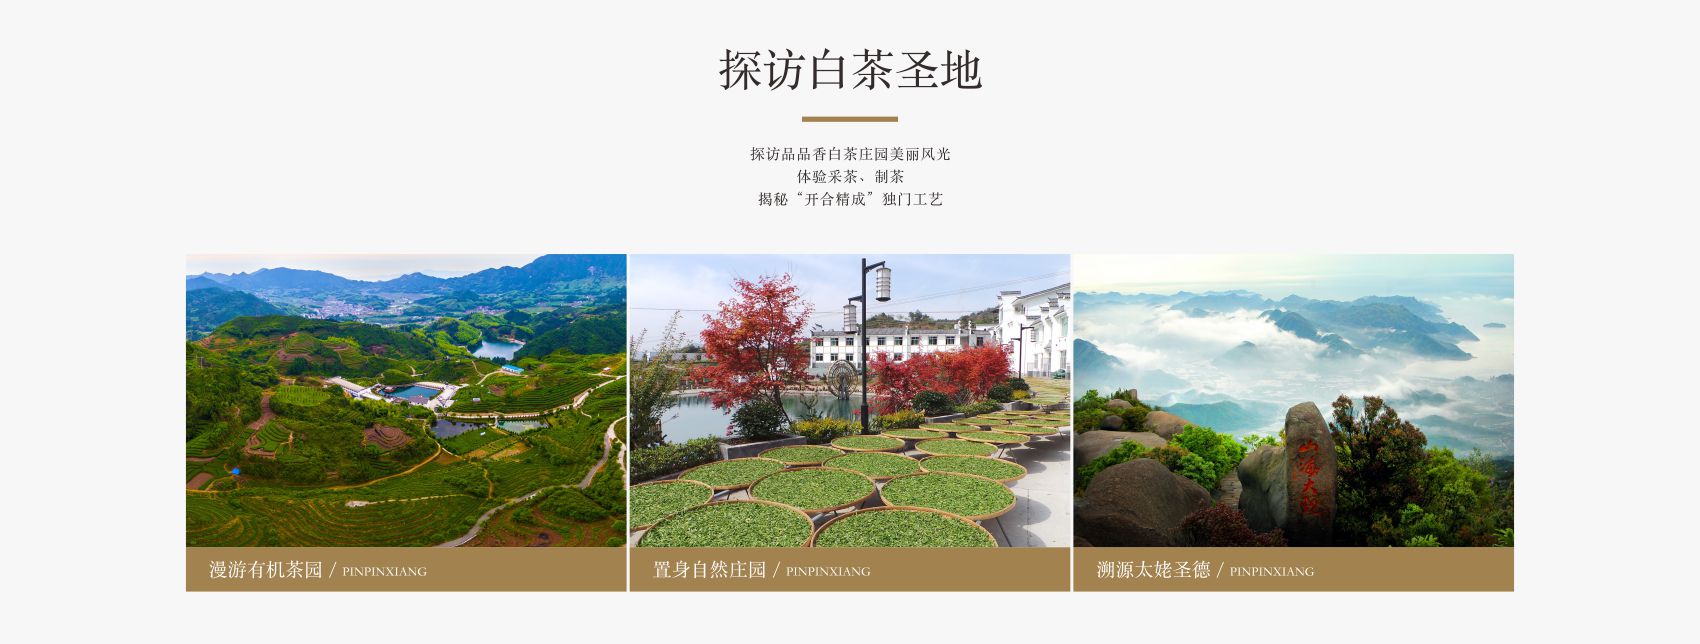 探访白茶圣地
探访品品香白茶庄园美丽风光
体验采茶、制茶
揭秘“开合精成”独门工艺
山海大观
漫游有机茶园 / PINPINXIANG
置身自然庄园 / PINPINXIANG
溯源太姥圣德 / PINPINXIANG